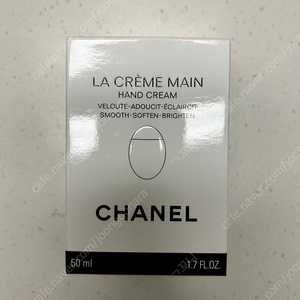 LA CRÈME MAIN
HAND CREAM
VELOUTE·ADOUCIT·ÉCLAIRCIT
SMOOTH·SOFTEN·BRIGHTEN
CHANEL
50 ml 1.7 FL.OZ.